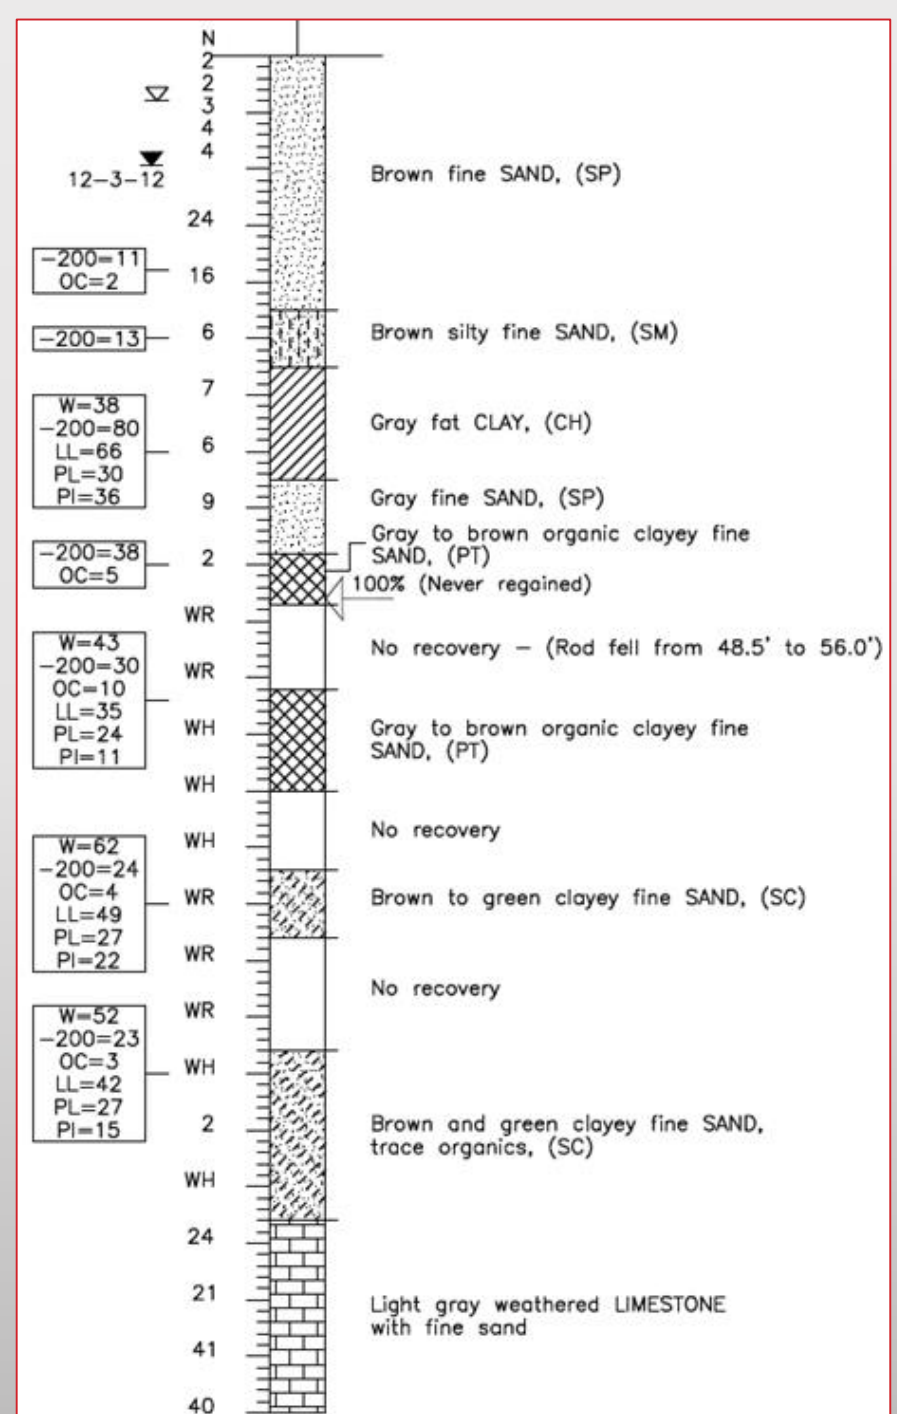 N
2
2
3
4
4
12-3-12
Brown fine SAND, (SP)
24
-200=11
OC=2
16
-200=13
6
Brown silty fine SAND, (SM)
7
W=38
-200=80
LL=66
PL=30
PI=36
6
Gray fat CLAY, (CH)
9
Gray fine SAND, (SP)
Gray to brown organic clayey fine
SAND, (PT)
-200=38
OC=5
2
100% (Never regained)
WR
W=43
-200=30
OC=10
LL=35
PL=24
PI=11
No recovery - (Rod fell from 48.5' to 56.0')
WR
WH
Gray to brown organic clayey fine
SAND, (PT)
WH
No recovery
WH
W=62
-200=24
OC=4
LL=49
PL=27
PI=22
WR
Brown to green clayey fine SAND, (SC)
WR
No recovery
WR
W=52
-200=23
OC=3
LL=42
PL=27
PI=15
WH
2
Brown and green clayey fine SAND,
trace organics, (SC)
WH
24
21
Light gray weathered LIMESTONE
with fine sand
41
40